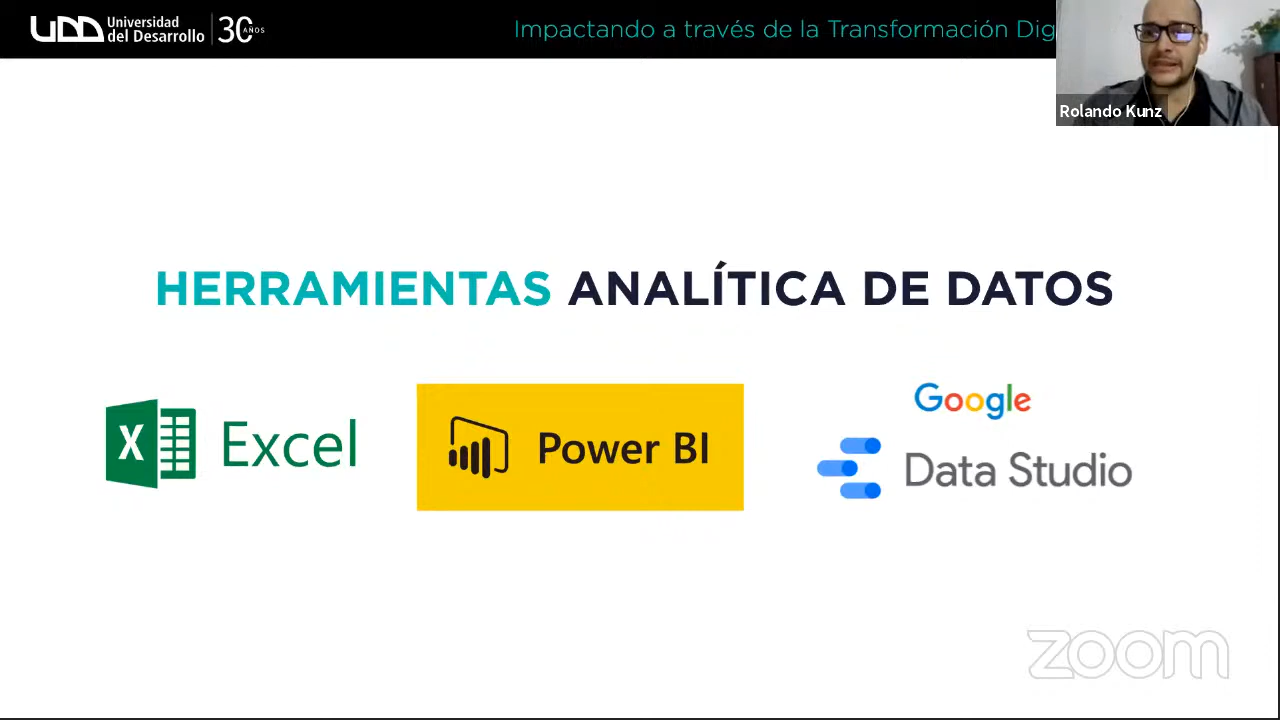 UDD Universidad
del Desarrollo 30 AÑOS
Impactando a través de la Transformación Dig
Rolando Kunz
HERRAMIENTAS ANALÍTICA DE DATOS
X Excel
Power BI
Google
Data Studio
zoom